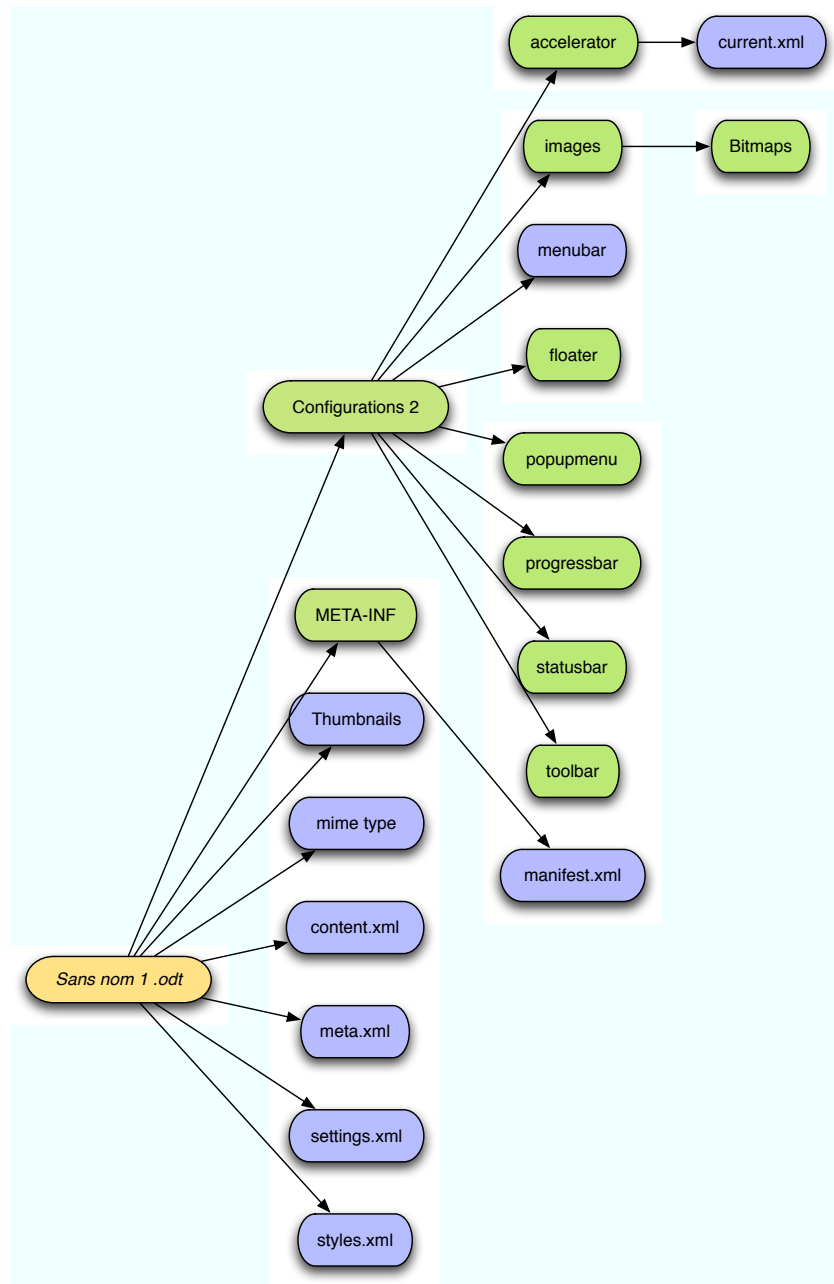 accelerator
current.xml
images
Bitmaps
menubar
floater
Configurations 2
popupmenu
progressbar
META-INF
statusbar
Thumbnails
toolbar
mime type
manifest.xml
content.xml
Sans nom 1 .odt
meta.xml
settings.xml
styles.xml